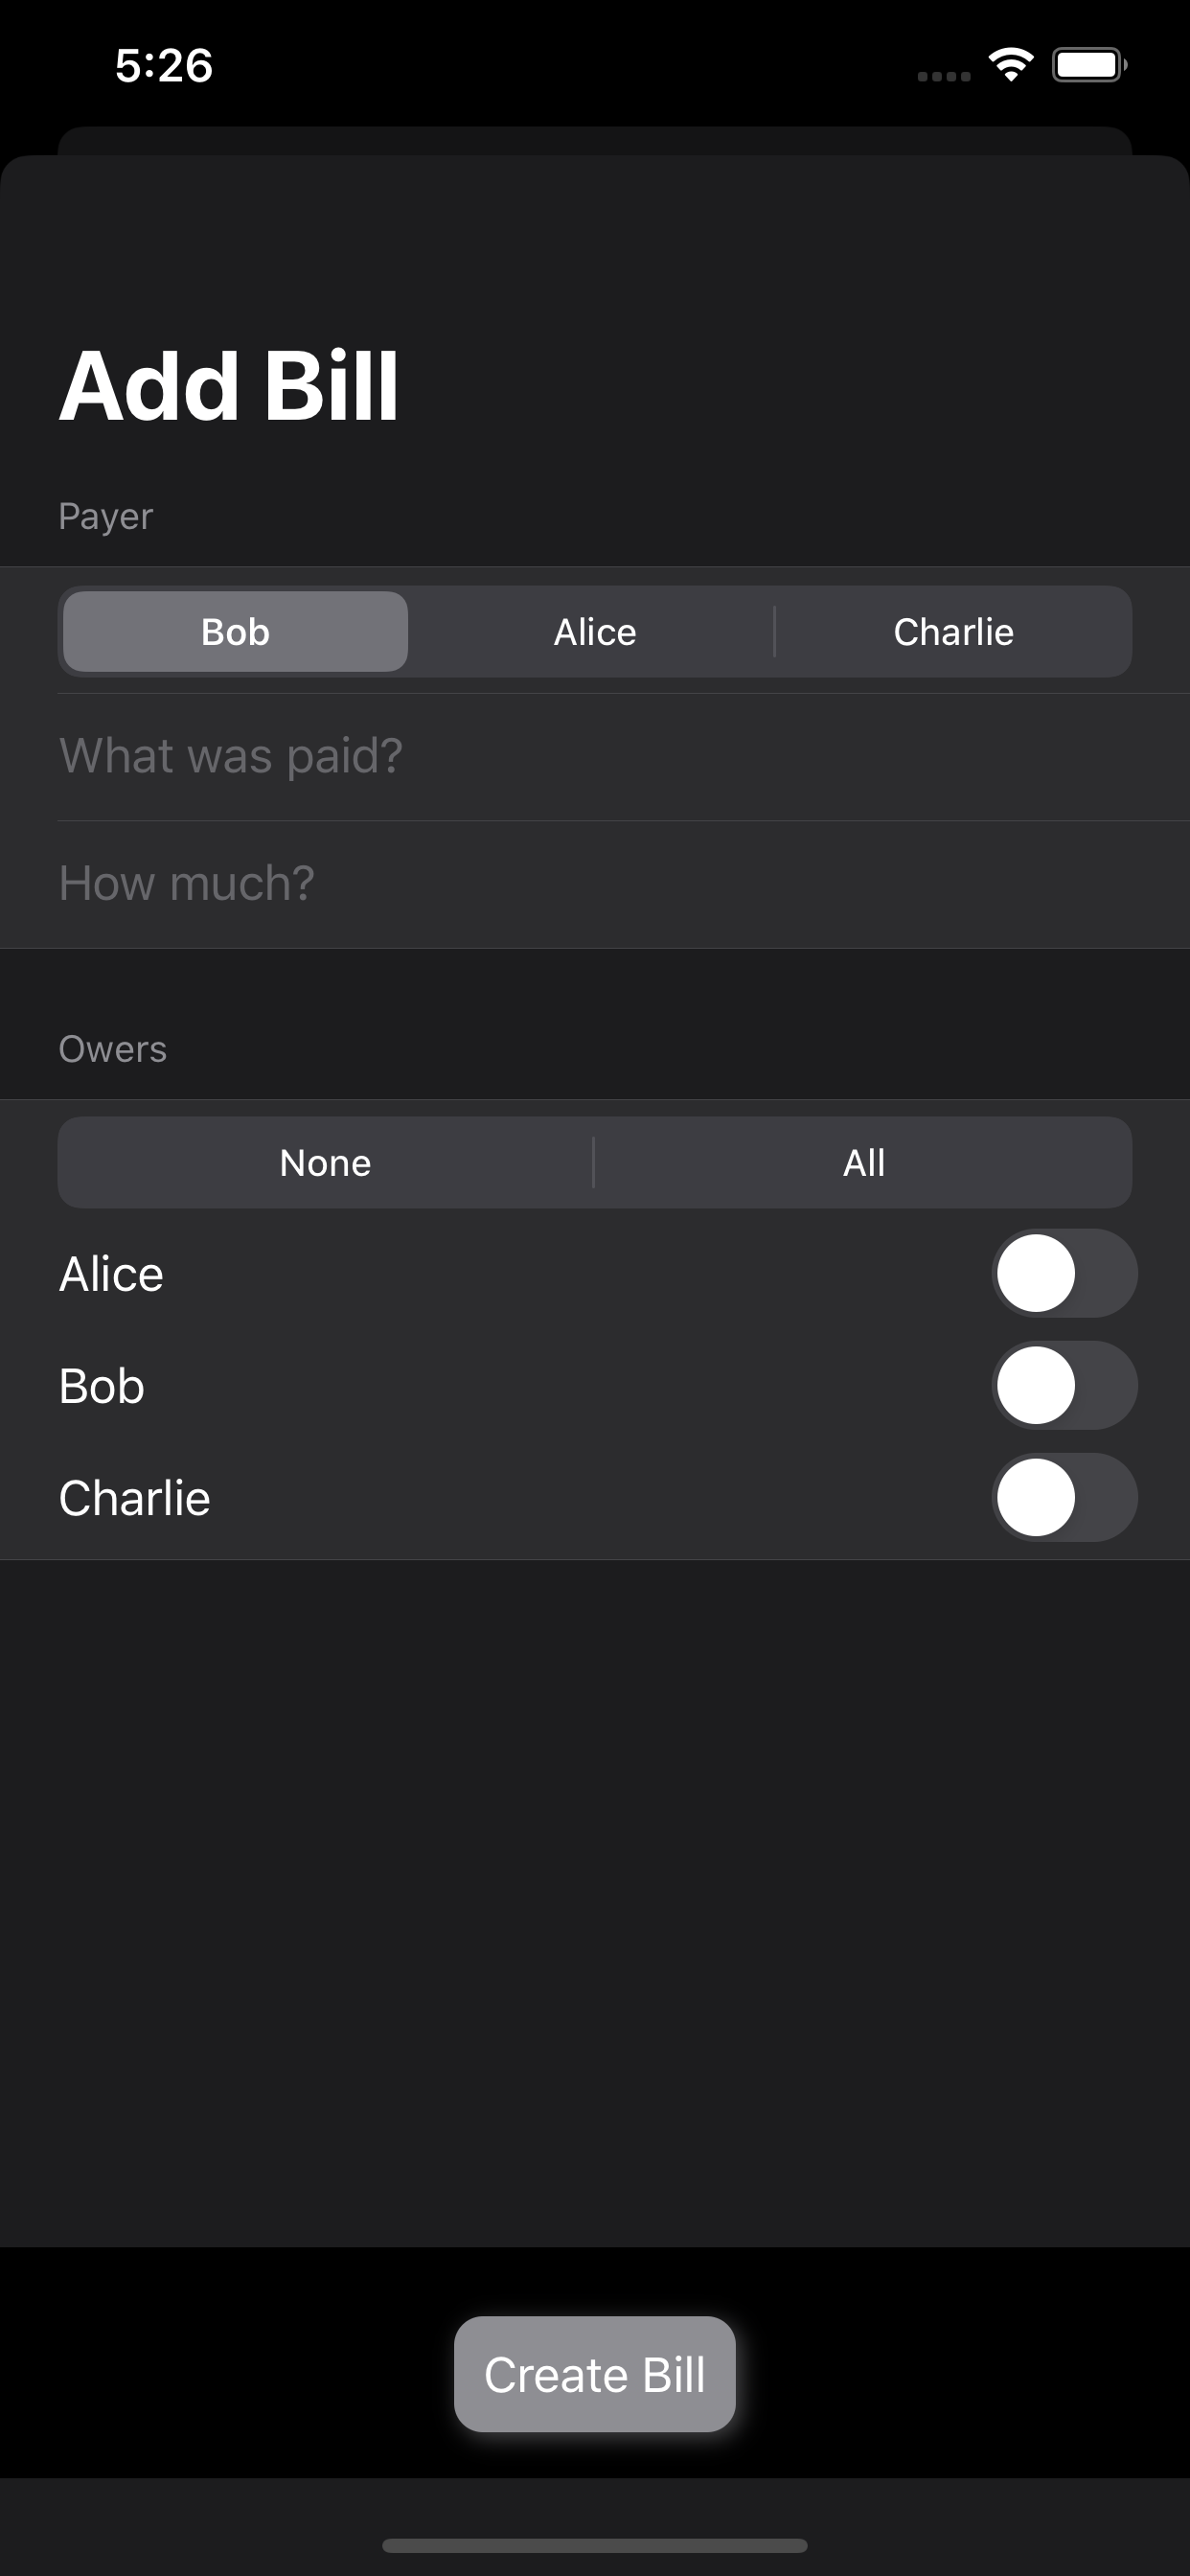 5:26
Add Bill
Payer
Bob Alice Charlie
What was paid?
How much?
Owers
None All
Alice
Bob
Charlie
Create Bill